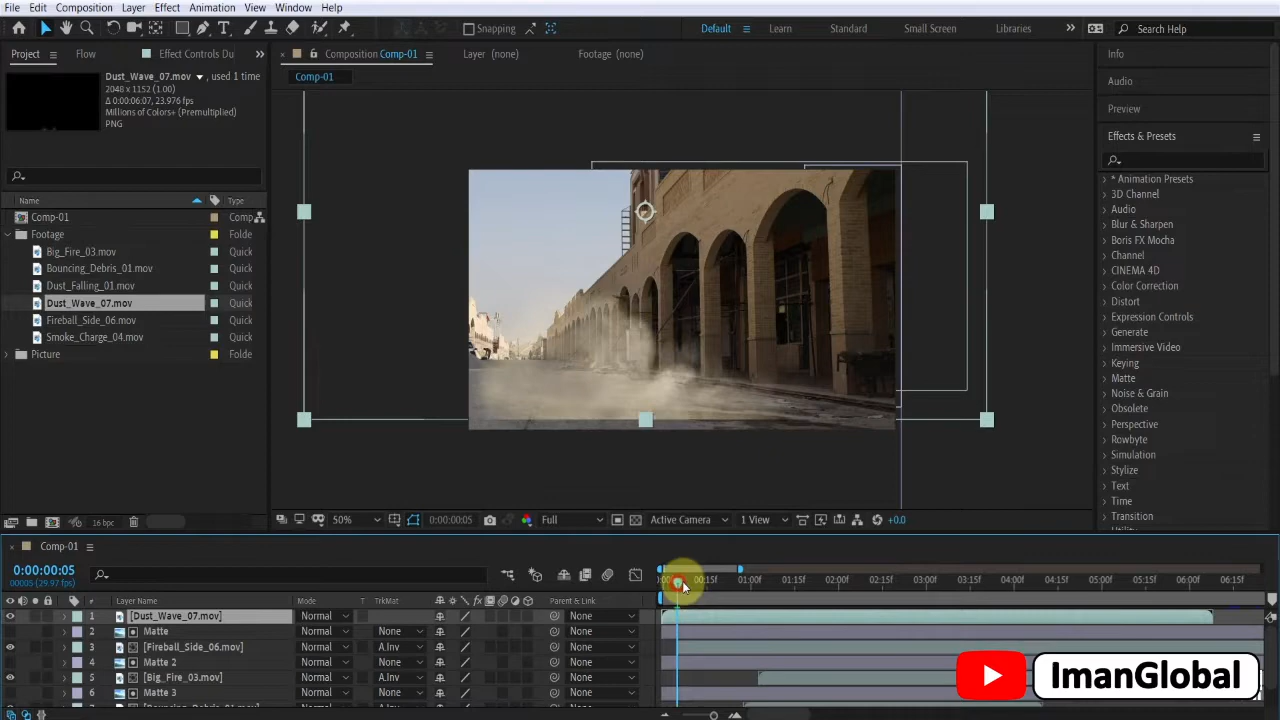 File Edit Composition Layer Effect Animation View Window Help
Snapping Default Learn Standard Small Screen Libraries Search Help
Project Flow Effect Controls Du
Composition Comp-01 Layer (none) Footage (none)
Comp-01
Dust_Wave_07.mov , used 1 time
2048 x 1152 (1.00)
Δ 0:00:06:07, 23.976 fps
Millions of Colors+ (Premultiplied)
PNG
Name Type
Comp-01 Comp
Footage Folde
Big_Fire_03.mov Quick
Bouncing_Debris_01.mov Quick
Dust_Falling_01.mov Quick
Dust_Wave_07.mov Quick
Fireball_Side_06.mov Quick
Smoke_Charge_04.mov Quick
Picture Folde
16 bpc
50% 0:00:00:05 Full Active Camera 1 View +0.0
Info
Audio
Preview
Effects & Presets
* Animation Presets
3D Channel
Audio
Blur & Sharpen
Boris FX Mocha
Channel
CINEMA 4D
Color Correction
Distort
Expression Controls
Generate
Immersive Video
Keying
Matte
Noise & Grain
Obsolete
Perspective
Rowbyte
Simulation
Stylize
Text
Time
Transition
Comp-01
0:00:00:05
00005 (29.97 fps)
00:15f 01:00f 01:15f 02:00f 02:15f 03:00f 03:15f 04:00f 04:15f 05:00f 05:15f 06:00f 06:15f
# Layer Name Mode T TrkMat Parent & Link
1 [Dust_Wave_07.mov] Normal None
2 Matte Normal None None
3 [Fireball_Side_06.mov] Normal A.Inv None
4 Matte 2 Normal None None
5 [Big_Fire_03.mov] Normal A.Inv None
6 Matte 3 Normal None None
ImanGlobal